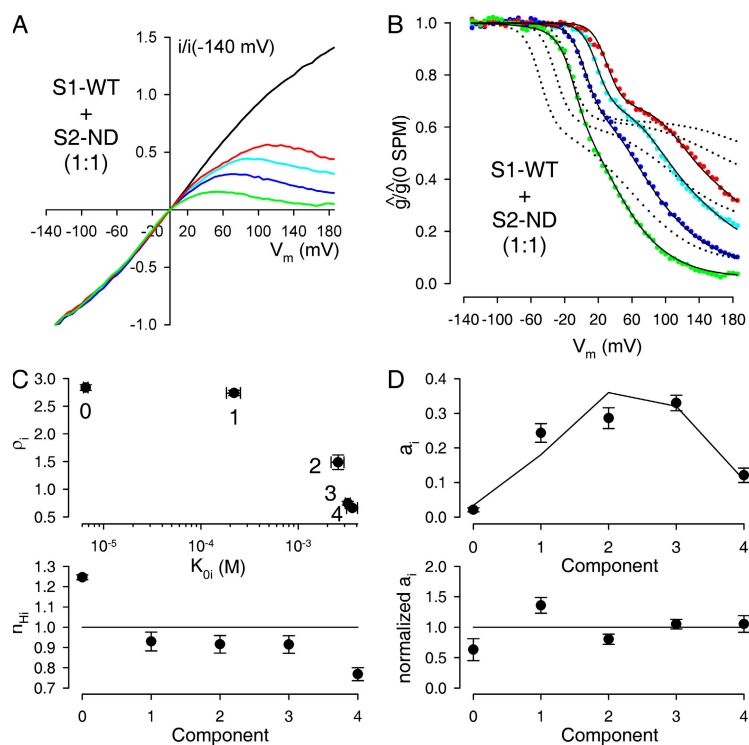 A
i/i(-140 mV)
S1-WT
+
S2-ND
(1:1)
1.5
1.0
0.5
-0.5
-1.0
-140 -100 -60 -20 20 60 100 140 180
Vm (mV)
B
ĝ/ĝ(0 SPM)
1.0
0.8
0.6
0.4
0.2
0.0
S1-WT
+
S2-ND
(1:1)
-140 -100 -60 -20 20 60 100 140 180
Vm (mV)
C
ρi
3.0
2.5
2.0
1.5
1.0
0.5
0
1
2
3
4
10⁻⁵ 10⁻⁴ 10⁻³
K0i (M)
nHi
1.3
1.2
1.1
1.0
0.9
0.8
0.7
0 1 2 3 4
Component
D
ai
0.4
0.3
0.2
0.1
0.0
0 1 2 3 4
Component
normalized ai
2.0
1.5
1.0
0.5
0.0
0 1 2 3 4
Component